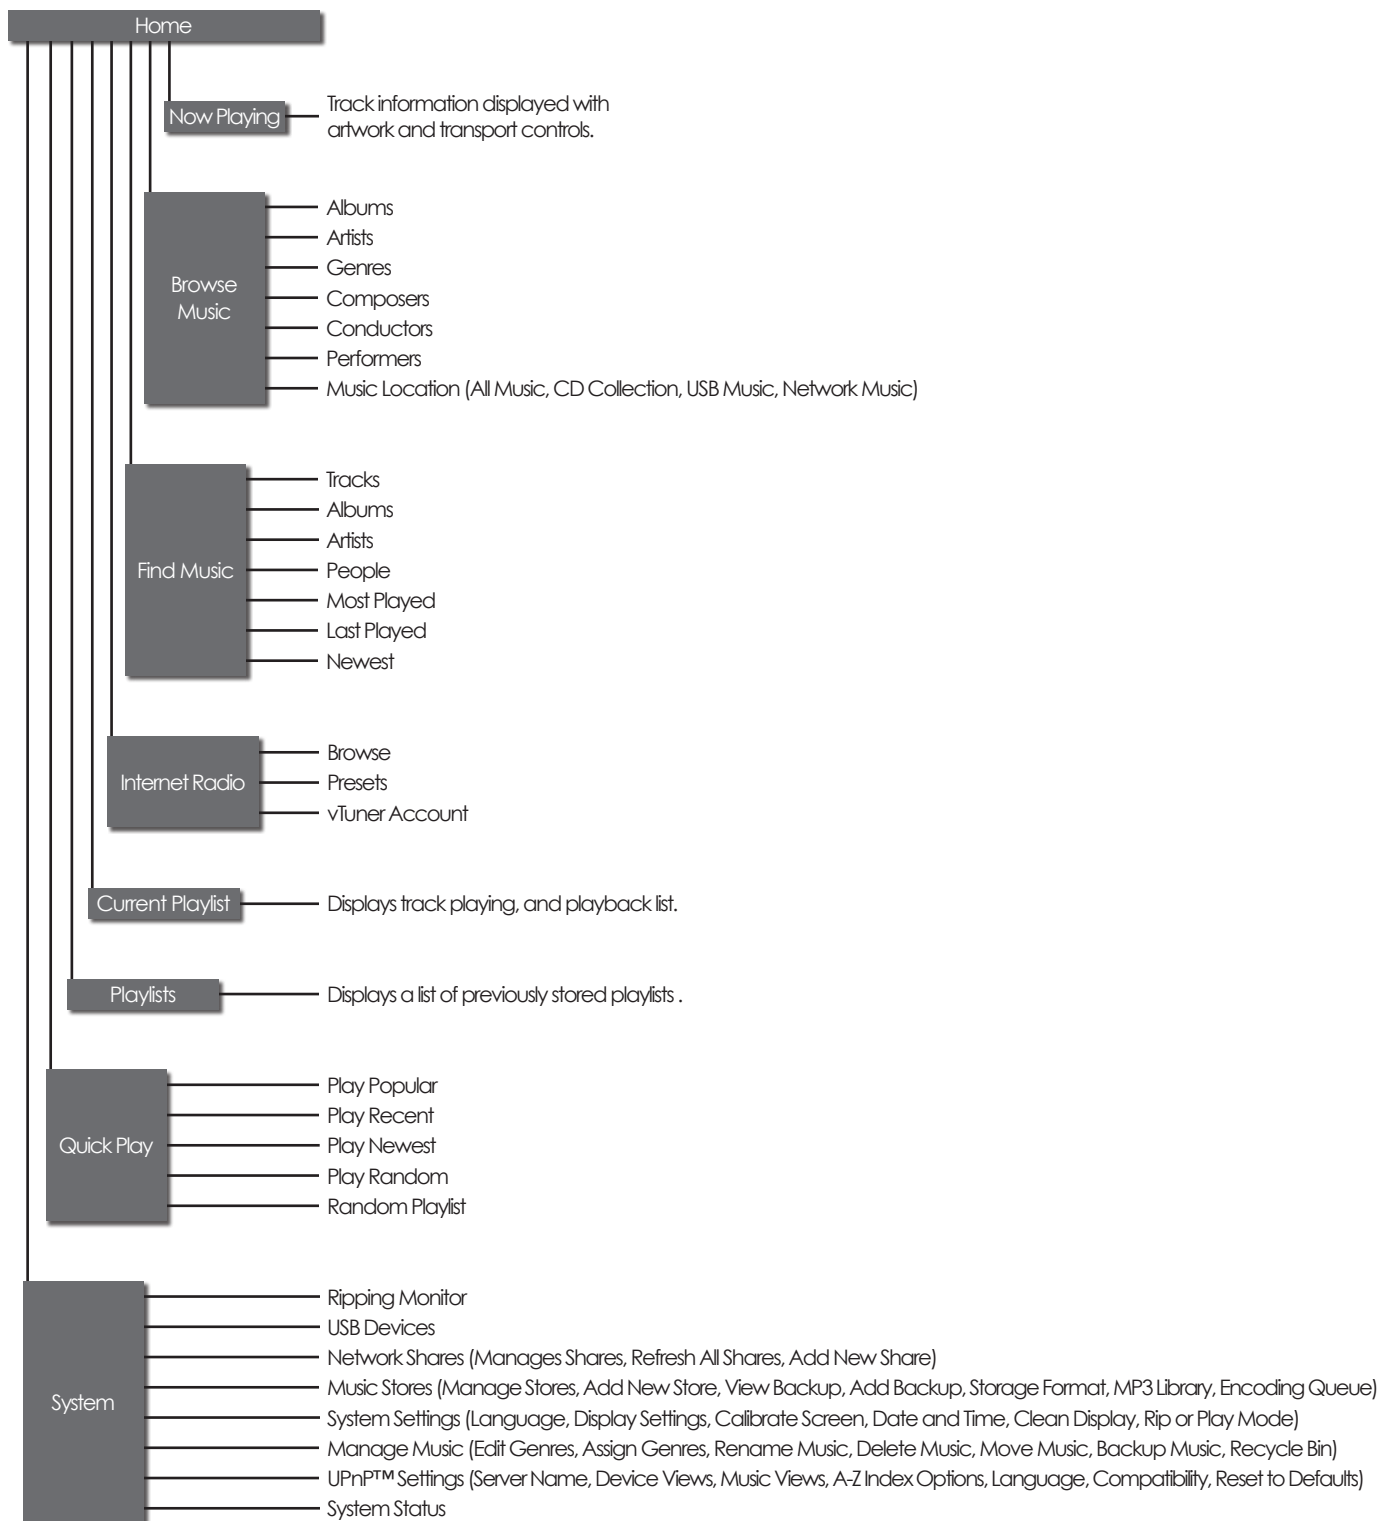 Home
Now Playing
Track information displayed with
artwork and transport controls.
Browse
Music
Albums
Artists
Genres
Composers
Conductors
Performers
Music Location (All Music, CD Collection, USB Music, Network Music)
Find Music
Tracks
Albums
Artists
People
Most Played
Last Played
Newest
Internet Radio
Browse
Presets
vTuner Account
Current Playlist
Displays track playing, and playback list.
Playlists
Displays a list of previously stored playlists .
Quick Play
Play Popular
Play Recent
Play Newest
Play Random
Random Playlist
System
Ripping Monitor
USB Devices
Network Shares (Manages Shares, Refresh All Shares, Add New Share)
Music Stores (Manage Stores, Add New Store, View Backup, Add Backup, Storage Format, MP3 Library, Encoding Queue)
System Settings (Language, Display Settings, Calibrate Screen, Date and Time, Clean Display, Rip or Play Mode)
Manage Music (Edit Genres, Assign Genres, Rename Music, Delete Music, Move Music, Backup Music, Recycle Bin)
UPnP™ Settings (Server Name, Device Views, Music Views, A-Z Index Options, Language, Compatibility, Reset to Defaults)
System Status